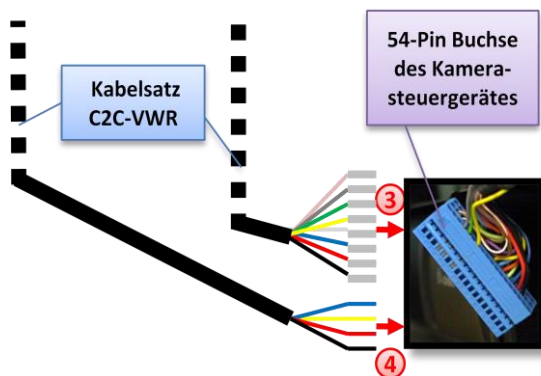 54-Pin Buchse
des Kamera-
steuergerätes
Kabelsatz
C2C-VWR
3
4